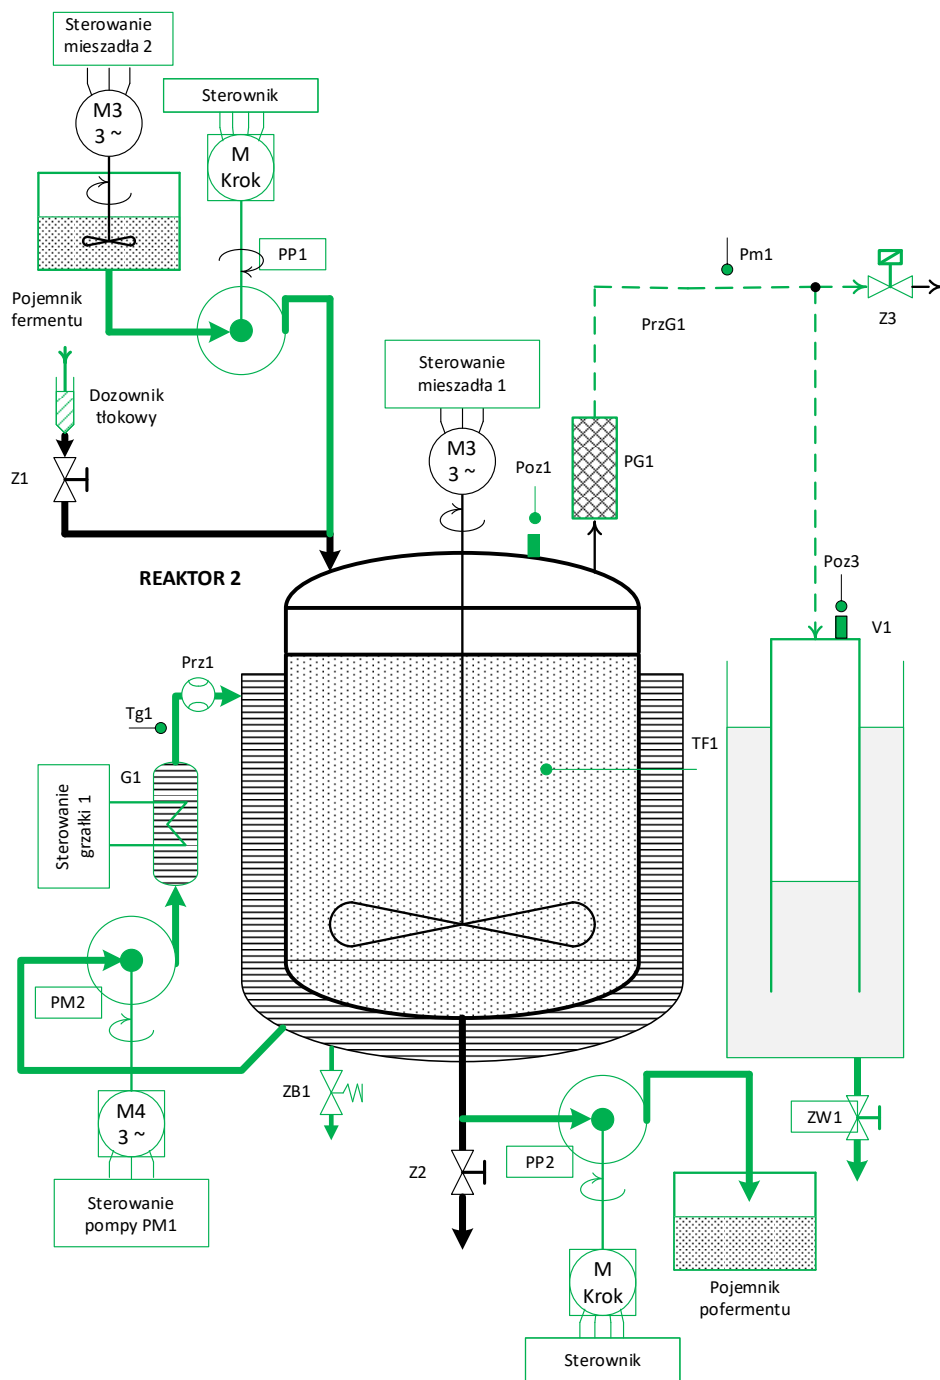 Sterowanie
mieszadła 2
M3
3 ~
Sterownik
M
Krok
PP1
Pojemnik
fermentu
Dozownik
tłokowy
Z1
Sterowanie
mieszadła 1
M3
3 ~
Poz1
PG1
Pm1
PrzG1
Z3
REAKTOR 2
Poz3
V1
Prz1
Tg1
G1
Sterowanie
grzałki 1
TF1
PM2
M4
3 ~
Sterowanie
pompy PM1
ZB1
Z2
PP2
ZW1
M
Krok
Sterownik
Pojemnik
pofermentu